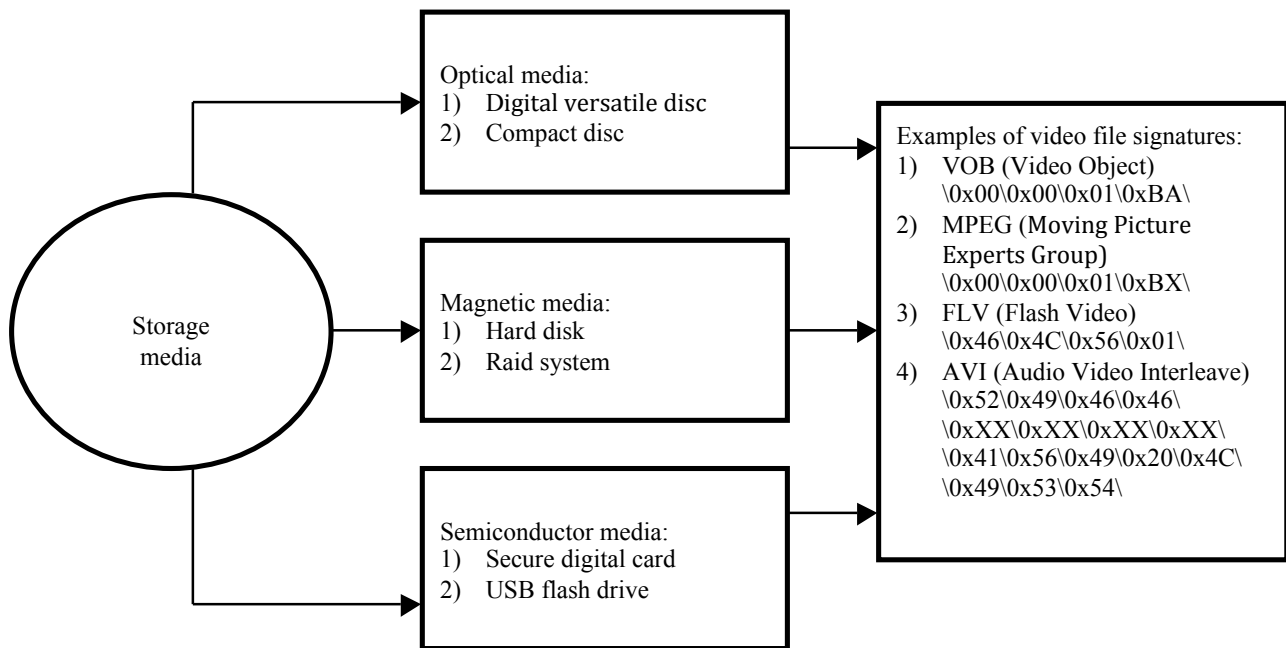 Storage
media
Optical media:
1) Digital versatile disc
2) Compact disc
Magnetic media:
1) Hard disk
2) Raid system
Semiconductor media:
1) Secure digital card
2) USB flash drive
Examples of video file signatures:
1) VOB (Video Object)
\0x00\0x00\0x01\0xBA\
2) MPEG (Moving Picture
Experts Group)
\0x00\0x00\0x01\0xBX\
3) FLV (Flash Video)
\0x46\0x4C\0x56\0x01\
4) AVI (Audio Video Interleave)
\0x52\0x49\0x46\0x46\
\0xXX\0xXX\0xXX\0xXX\
\0x41\0x56\0x49\0x20\0x4C\
\0x49\0x53\0x54\